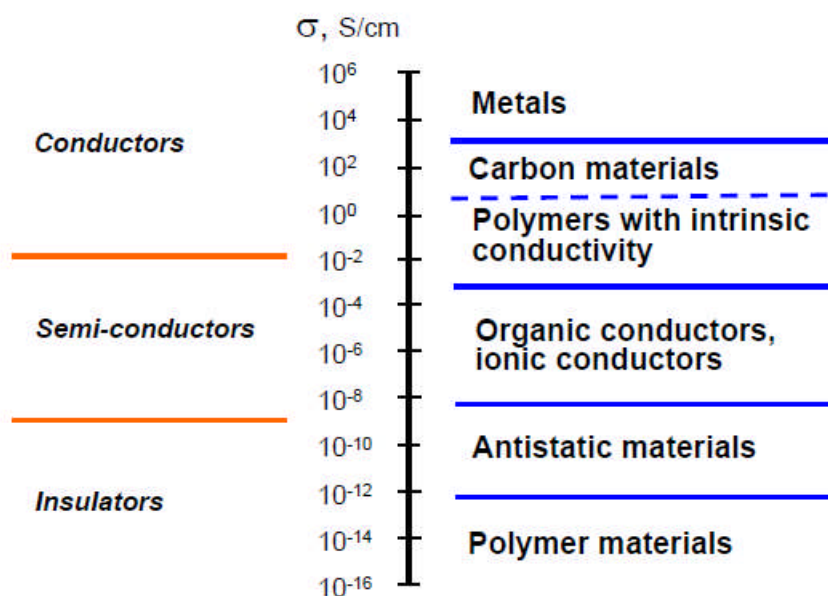 σ, S/cm
10⁶
10⁴
10²
10⁰
10⁻²
10⁻⁴
10⁻⁶
10⁻⁸
10⁻¹⁰
10⁻¹²
10⁻¹⁴
10⁻¹⁶
Conductors
Semi-conductors
Insulators
Metals
Carbon materials
Polymers with intrinsic
conductivity
Organic conductors,
ionic conductors
Antistatic materials
Polymer materials